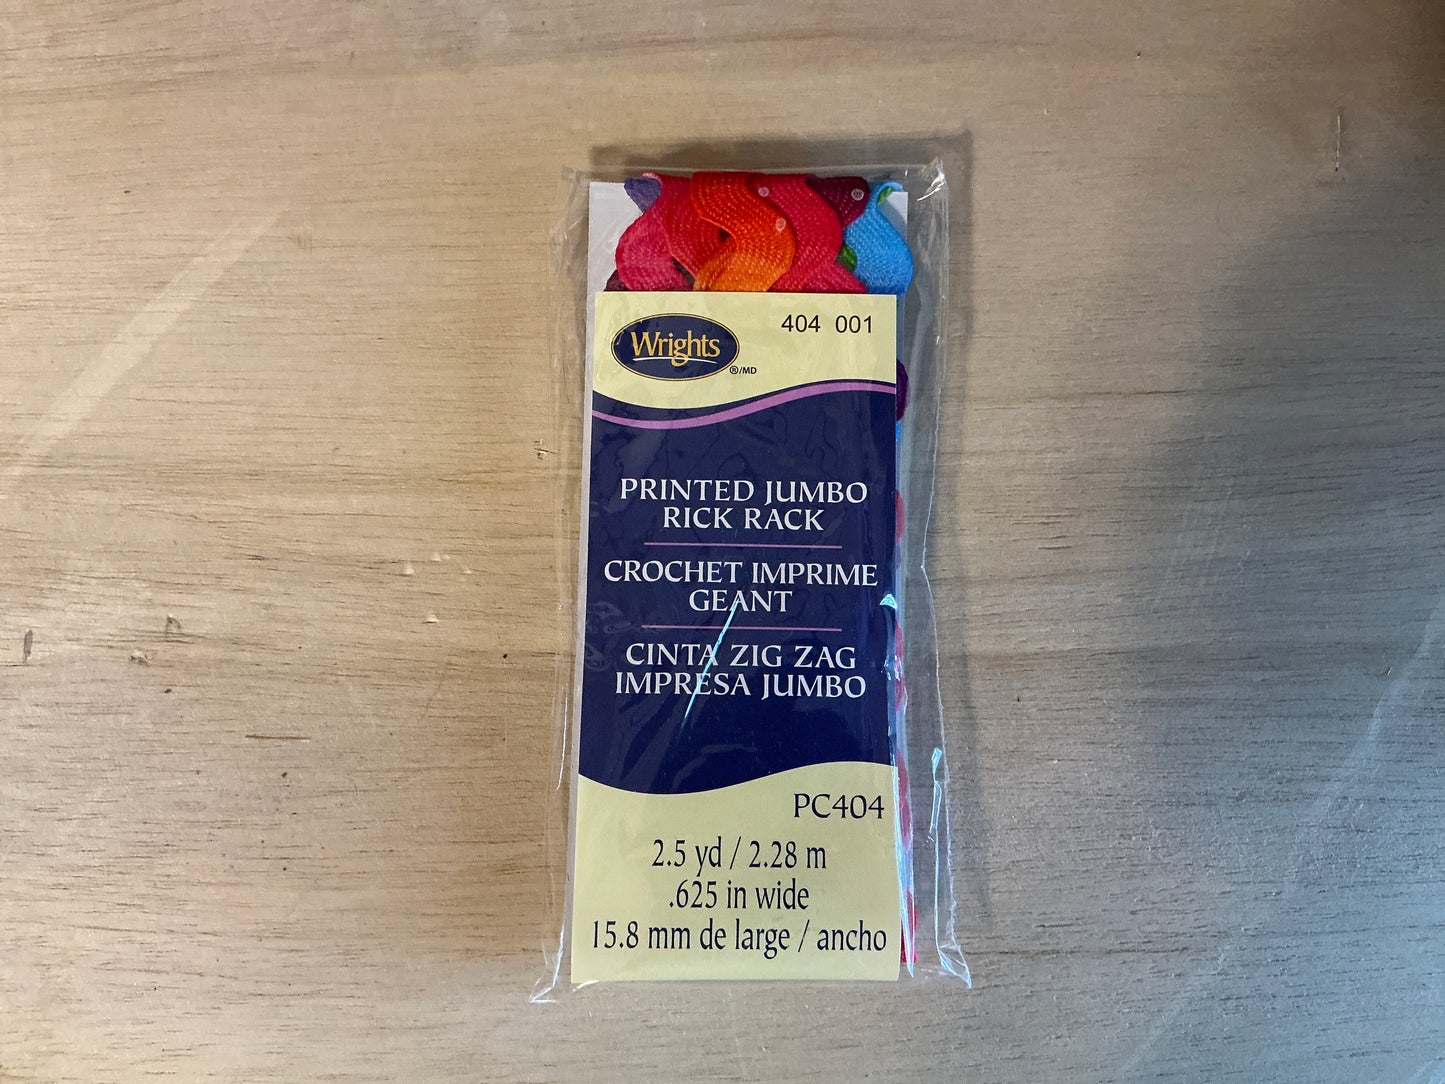 Wrights
®/MD
404 001
PRINTED JUMBO
RICK RACK
CROCHET IMPRIME
GEANT
CINTA ZIG ZAG
IMPRESA JUMBO
PC404
2.5 yd / 2.28 m
.625 in wide
15.8 mm de large / ancho